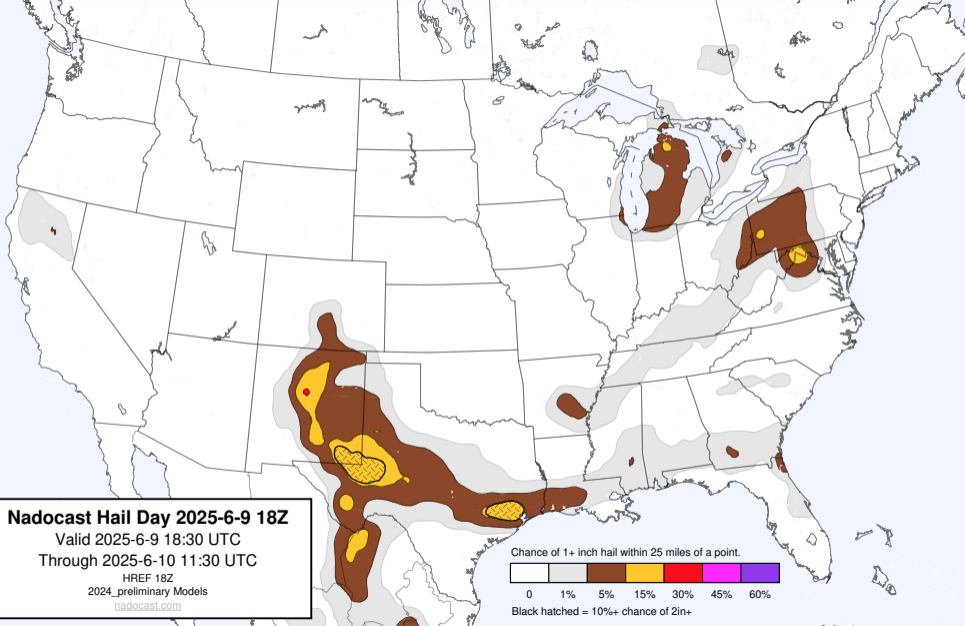 Nadocast Hail Day 2025-6-9 18Z
Valid 2025-6-9 18:30 UTC
Through 2025-6-10 11:30 UTC
HREF 18Z
2024_preliminary Models
nadocast.com
Chance of 1+ inch hail within 25 miles of a point.
0 1% 5% 15% 30% 45% 60%
Black hatched = 10%+ chance of 2in+